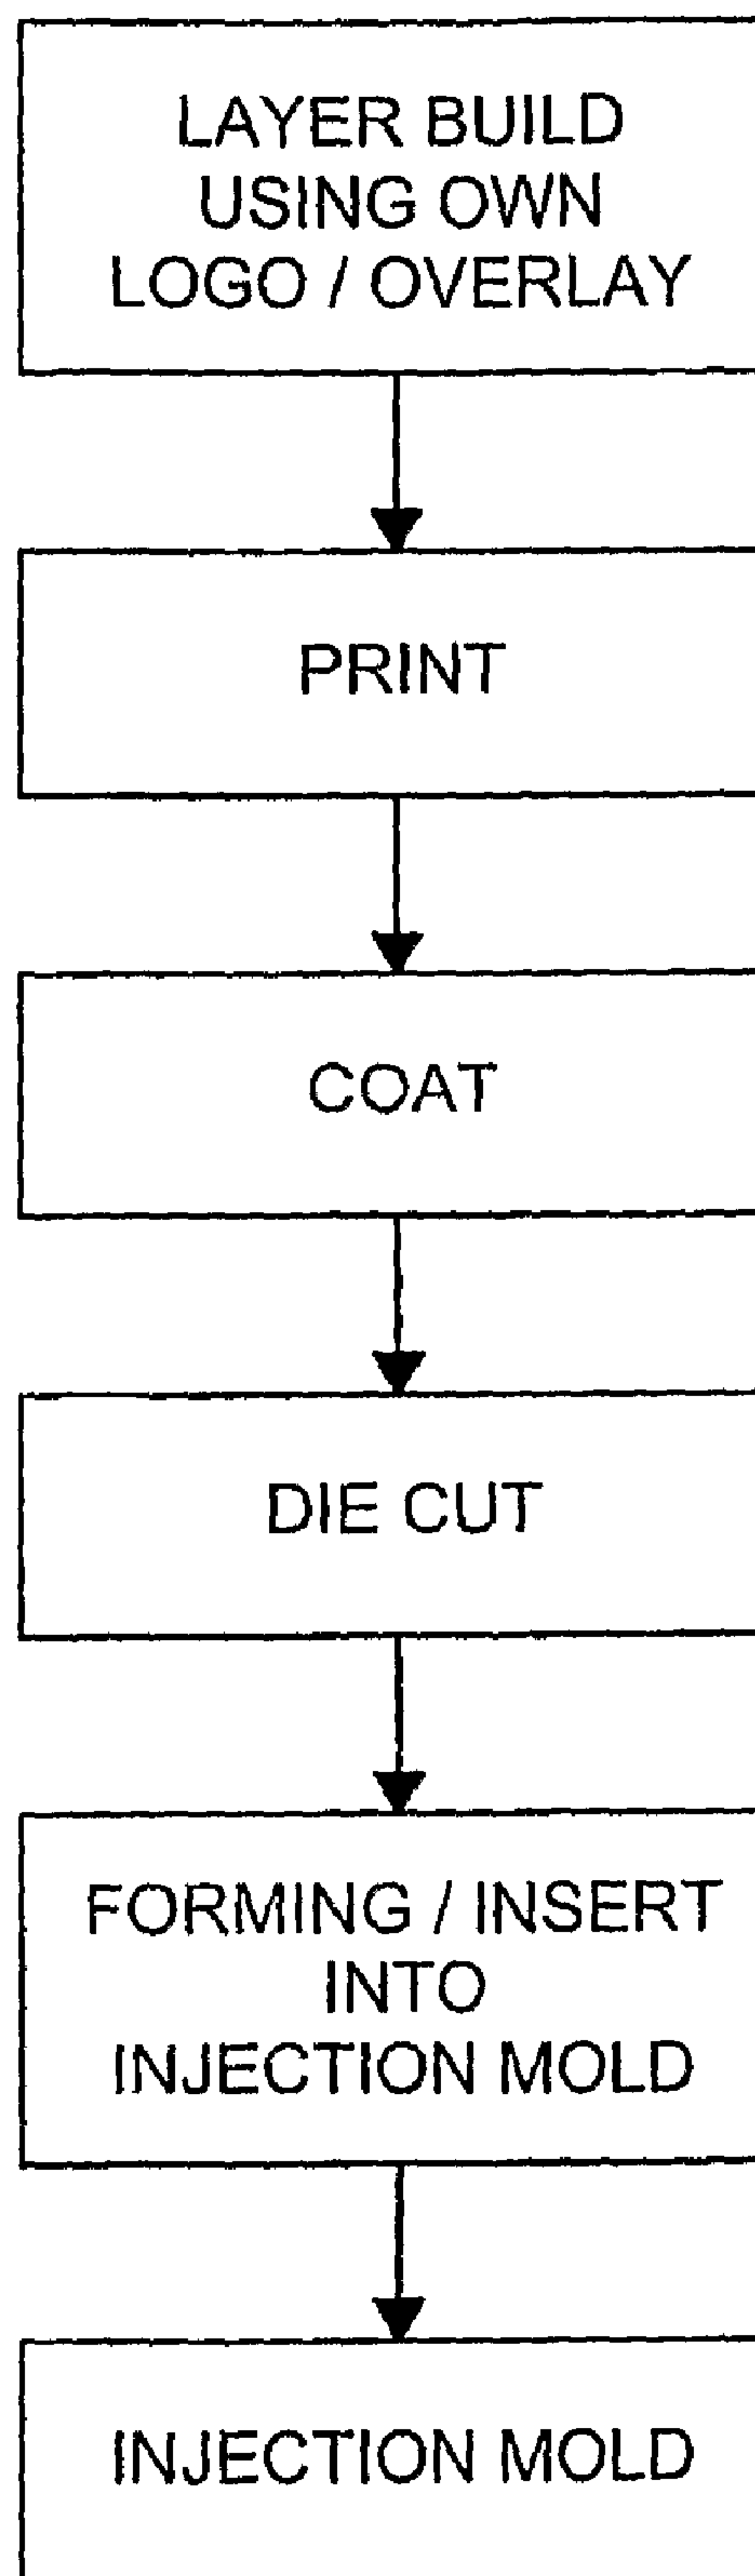 LAYER BUILD
USING OWN
LOGO / OVERLAY
PRINT
COAT
DIE CUT
FORMING / INSERT
INTO
INJECTION MOLD
INJECTION MOLD